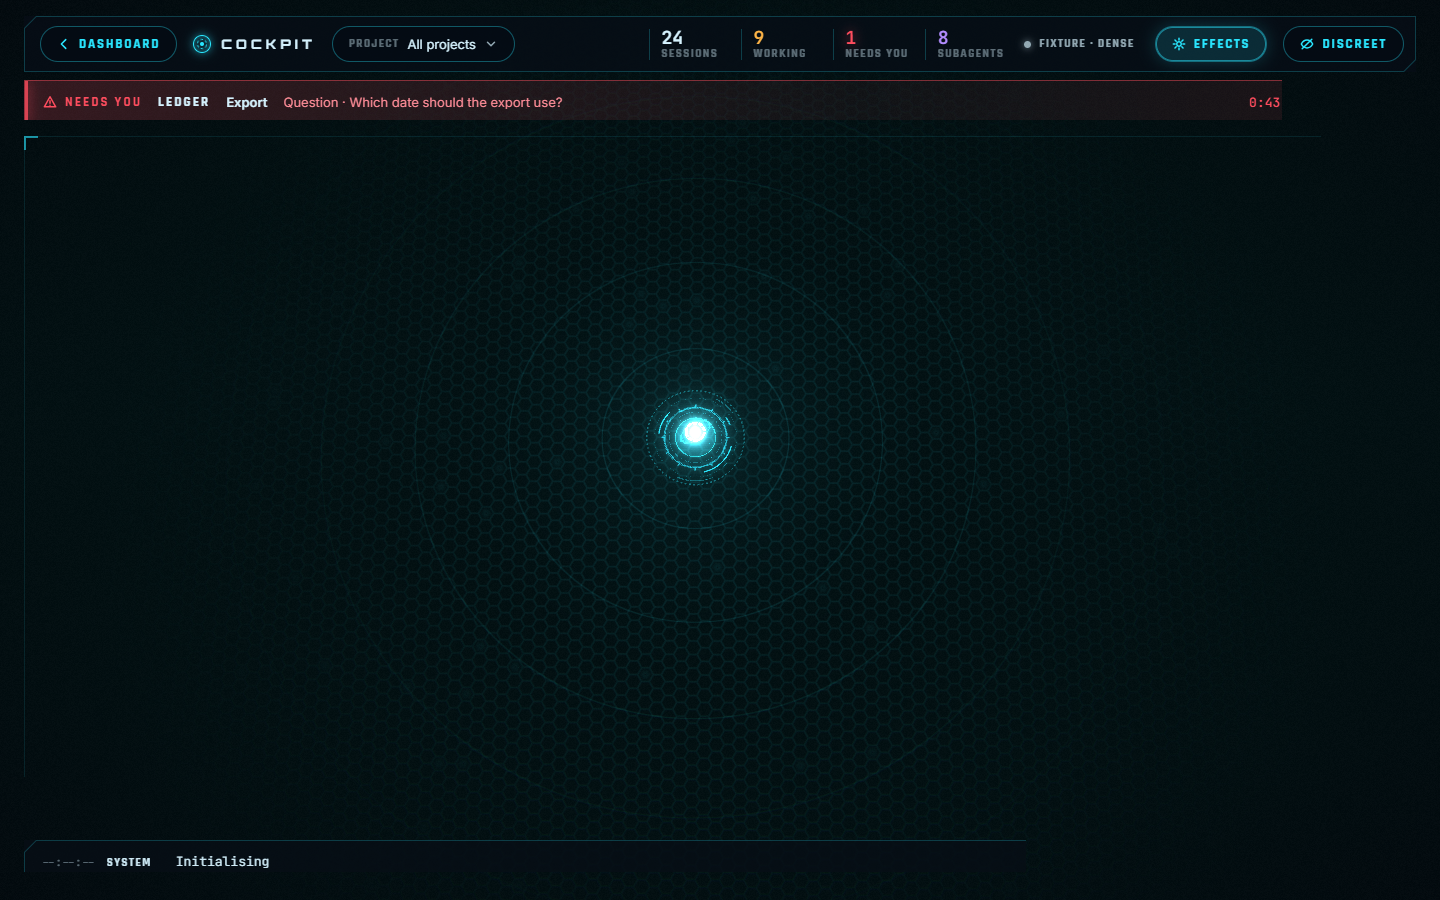 DASHBOARD
COCKPIT
PROJECT All projects
24 SESSIONS
9 WORKING
1 NEEDS YOU
8 SUBAGENTS
FIXTURE · DENSE
EFFECTS
DISCREET
NEEDS YOU LEDGER Export Question · Which date should the export use? 0:43
--:--:-- SYSTEM Initialising